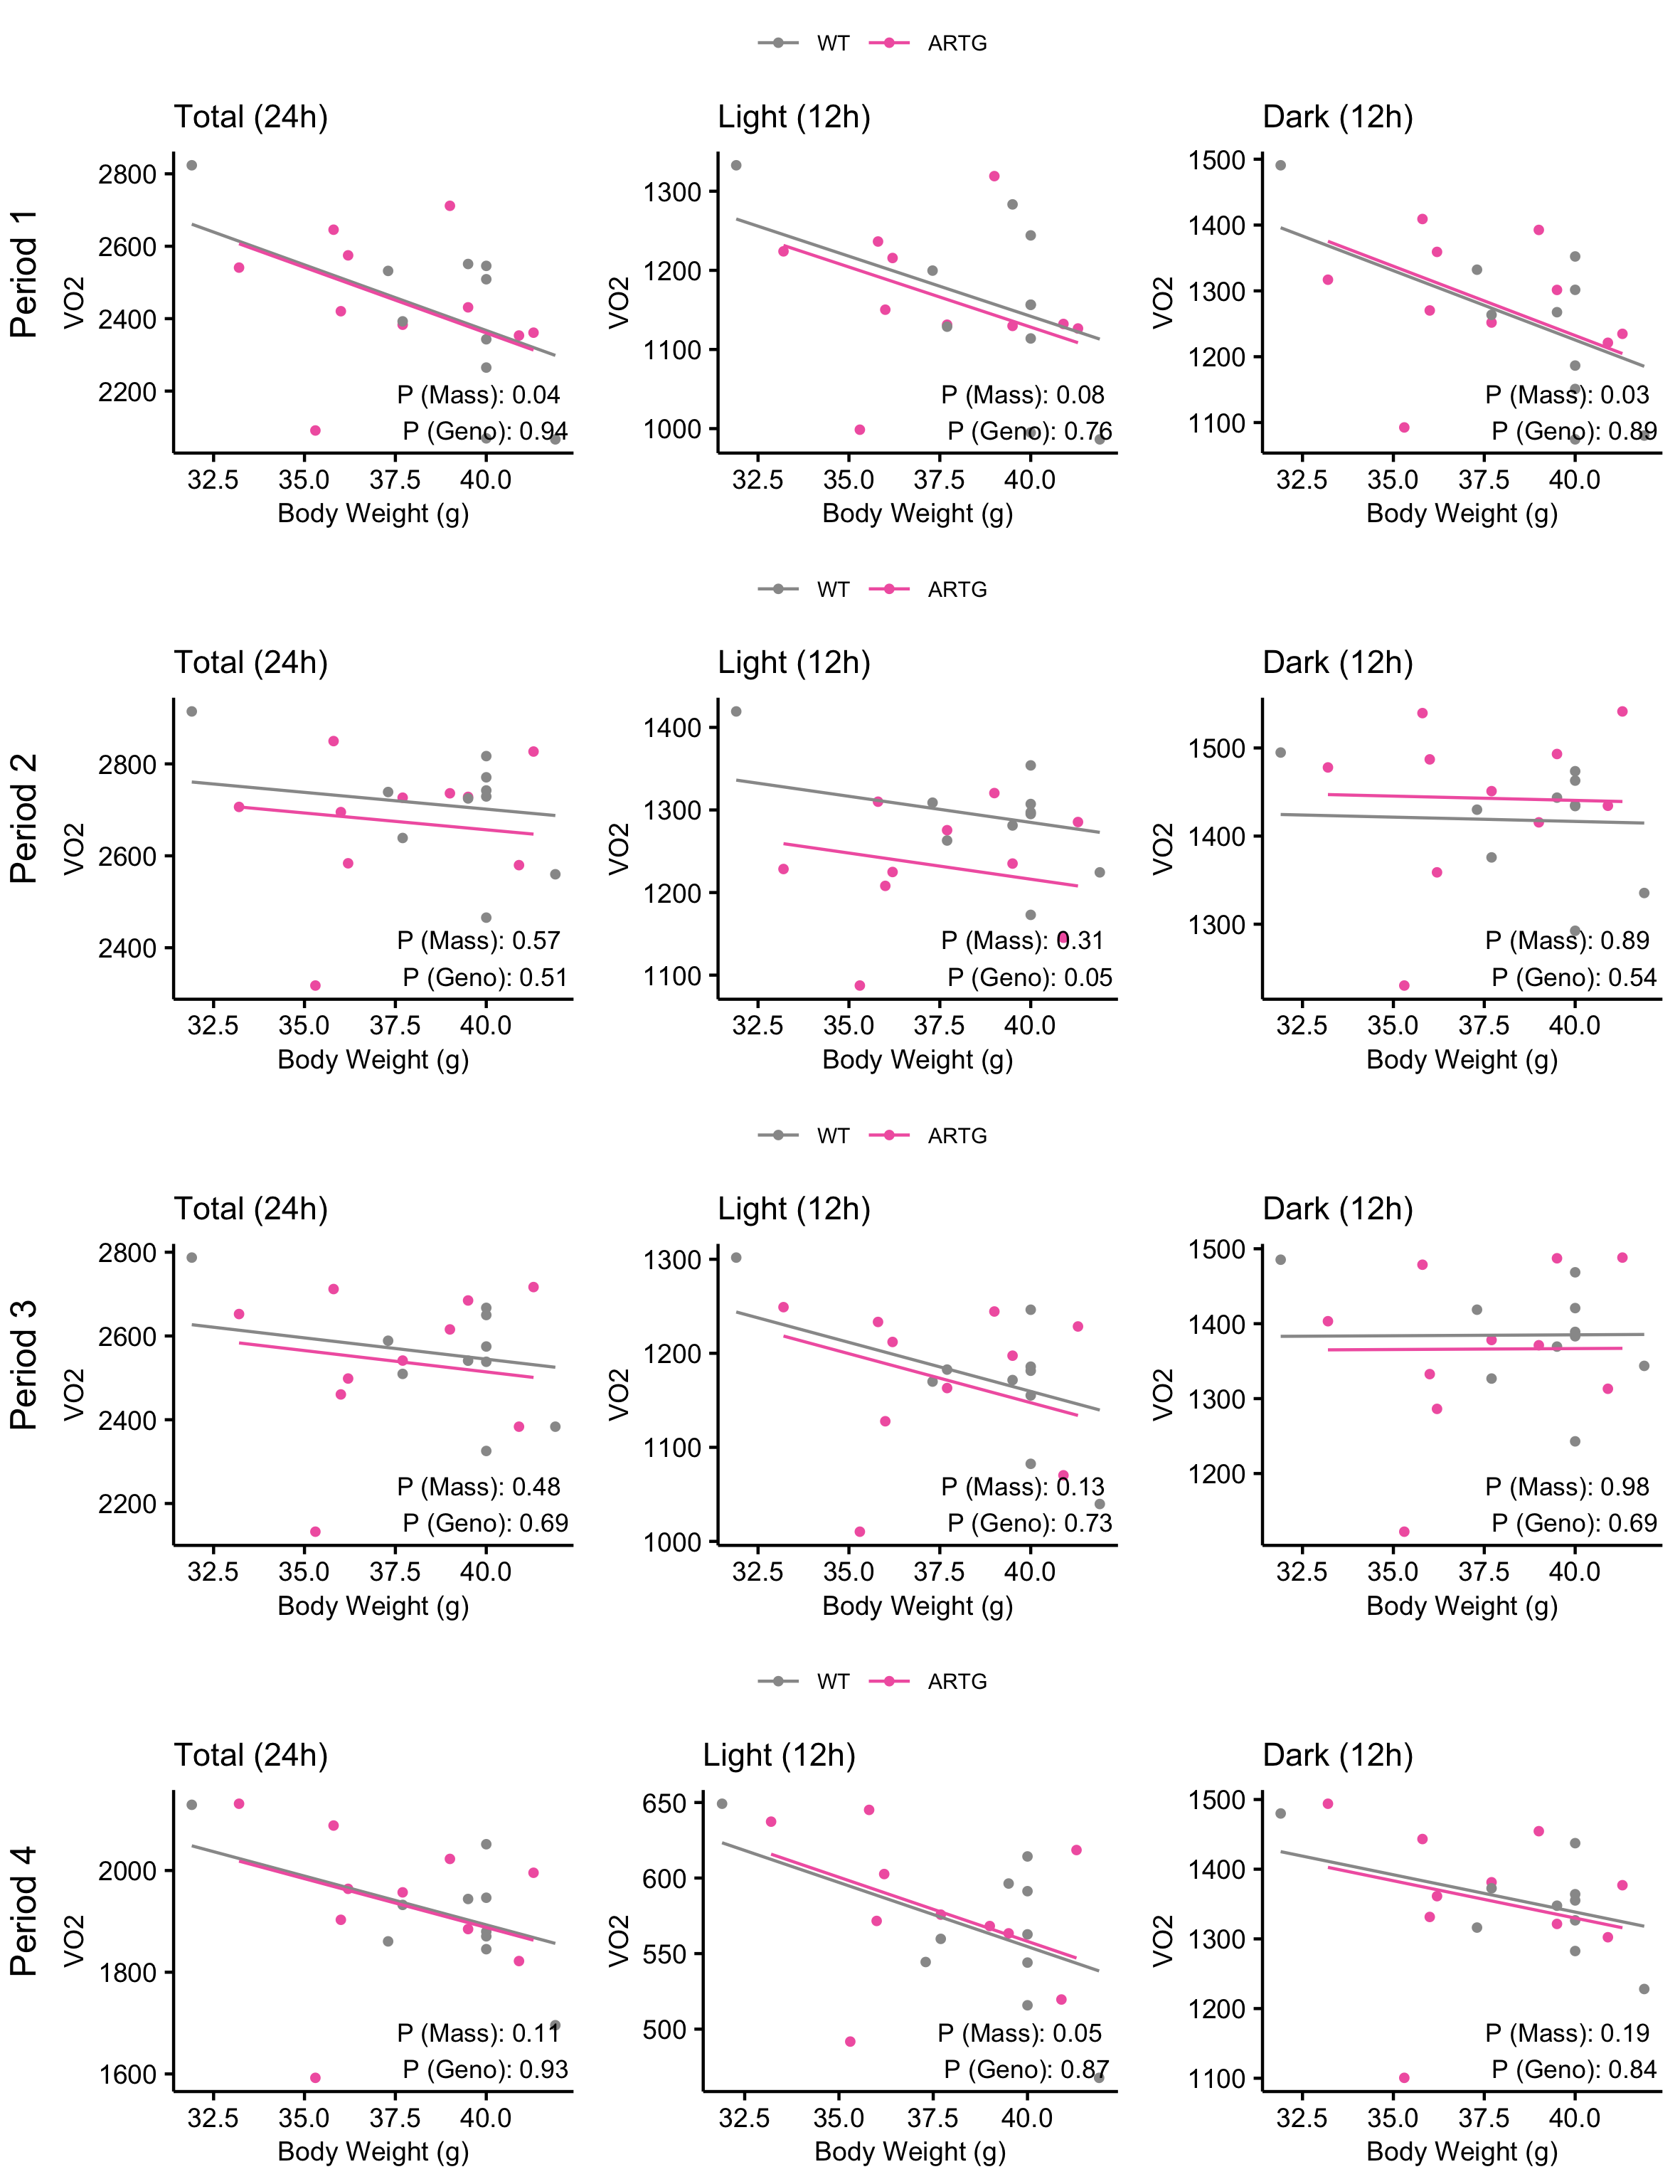 WT ARTG
Total (24h) Light (12h) Dark (12h)
Period 1
VO2
2800
2600
2400
2200
P (Mass): 0.04
P (Geno): 0.94
32.5 35.0 37.5 40.0
Body Weight (g)
VO2
1300
1200
1100
1000
P (Mass): 0.08
P (Geno): 0.76
32.5 35.0 37.5 40.0
Body Weight (g)
VO2
1500
1400
1300
1200
1100
P (Mass): 0.03
P (Geno): 0.89
32.5 35.0 37.5 40.0
Body Weight (g)
WT ARTG
Total (24h) Light (12h) Dark (12h)
Period 2
VO2
2800
2600
2400
P (Mass): 0.57
P (Geno): 0.51
32.5 35.0 37.5 40.0
Body Weight (g)
VO2
1400
1300
1200
1100
P (Mass): 0.31
P (Geno): 0.05
32.5 35.0 37.5 40.0
Body Weight (g)
VO2
1500
1400
1300
P (Mass): 0.89
P (Geno): 0.54
32.5 35.0 37.5 40.0
Body Weight (g)
WT ARTG
Total (24h) Light (12h) Dark (12h)
Period 3
VO2
2800
2600
2400
2200
P (Mass): 0.48
P (Geno): 0.69
32.5 35.0 37.5 40.0
Body Weight (g)
VO2
1300
1200
1100
1000
P (Mass): 0.13
P (Geno): 0.73
32.5 35.0 37.5 40.0
Body Weight (g)
VO2
1500
1400
1300
1200
P (Mass): 0.98
P (Geno): 0.69
32.5 35.0 37.5 40.0
Body Weight (g)
WT ARTG
Total (24h) Light (12h) Dark (12h)
Period 4
VO2
2000
1800
1600
P (Mass): 0.11
P (Geno): 0.93
32.5 35.0 37.5 40.0
Body Weight (g)
VO2
650
600
550
500
P (Mass): 0.05
P (Geno): 0.87
32.5 35.0 37.5 40.0
Body Weight (g)
VO2
1500
1400
1300
1200
1100
P (Mass): 0.19
P (Geno): 0.84
32.5 35.0 37.5 40.0
Body Weight (g)